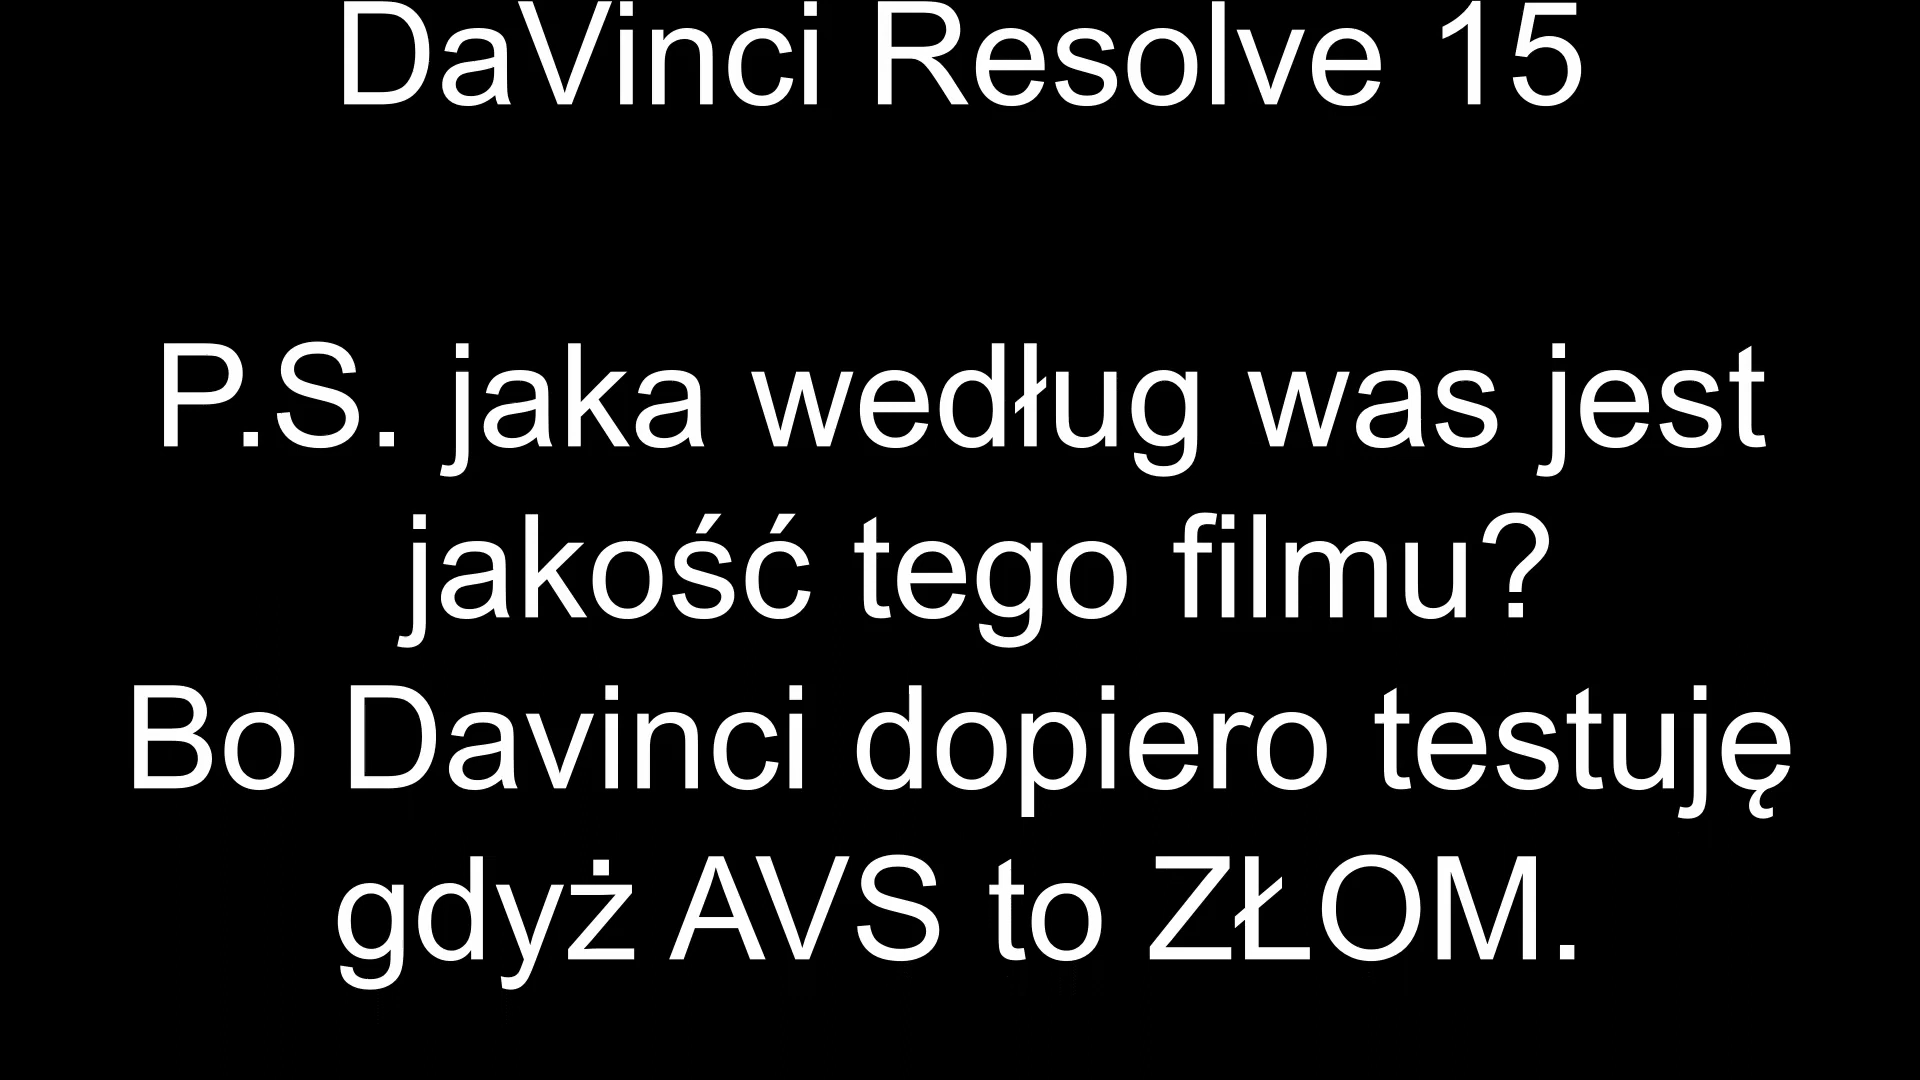 DaVinci Resolve 15
P.S. jaka według was jest
jakość tego filmu?
Bo Davinci dopiero testuję
gdyż AVS to ZŁOM.